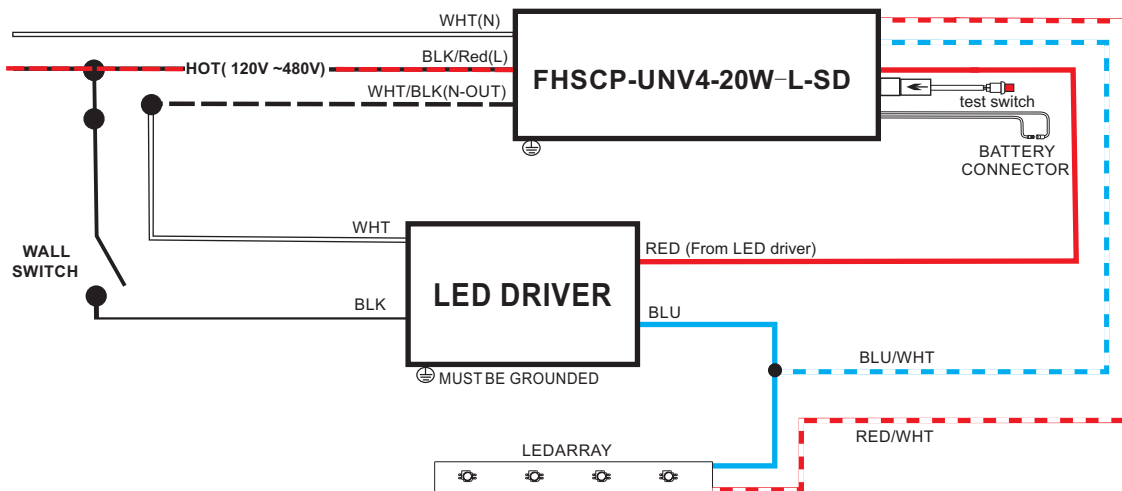 WHT(N)
BLK/Red(L)
HOT( 120V ~480V)
WHT/BLK(N-OUT)
FHSCP-UNV4-20W-L-SD
test switch
BATTERY
CONNECTOR
WHT
RED (From LED driver)
WALL
SWITCH
LED DRIVER
BLK
BLU
BLU/WHT
MUST BE GROUNDED
RED/WHT
LEDARRAY